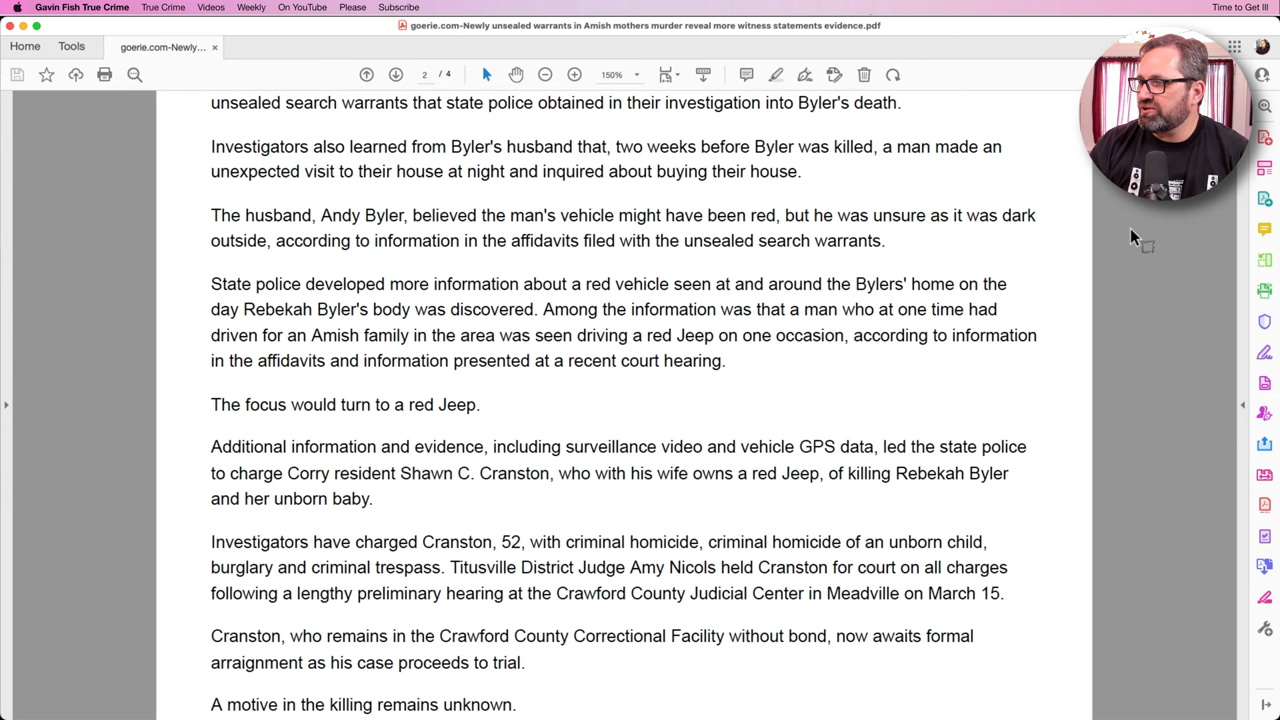 Gavin Fish True Crime True Crime Videos Weekly On YouTube Please Subscribe Time to Get Ill
goerie.com-Newly unsealed warrants in Amish mothers murder reveal more witness statements evidence.pdf
Home Tools goerie.com-Newly... ×
2 / 4 150%
unsealed search warrants that state police obtained in their investigation into Byler's death.
Investigators also learned from Byler's husband that, two weeks before Byler was killed, a man made an
unexpected visit to their house at night and inquired about buying their house.
The husband, Andy Byler, believed the man's vehicle might have been red, but he was unsure as it was dark
outside, according to information in the affidavits filed with the unsealed search warrants.
State police developed more information about a red vehicle seen at and around the Bylers' home on the
day Rebekah Byler's body was discovered. Among the information was that a man who at one time had
driven for an Amish family in the area was seen driving a red Jeep on one occasion, according to information
in the affidavits and information presented at a recent court hearing.
The focus would turn to a red Jeep.
Additional information and evidence, including surveillance video and vehicle GPS data, led the state police
to charge Corry resident Shawn C. Cranston, who with his wife owns a red Jeep, of killing Rebekah Byler
and her unborn baby.
Investigators have charged Cranston, 52, with criminal homicide, criminal homicide of an unborn child,
burglary and criminal trespass. Titusville District Judge Amy Nicols held Cranston for court on all charges
following a lengthy preliminary hearing at the Crawford County Judicial Center in Meadville on March 15.
Cranston, who remains in the Crawford County Correctional Facility without bond, now awaits formal
arraignment as his case proceeds to trial.
A motive in the killing remains unknown.